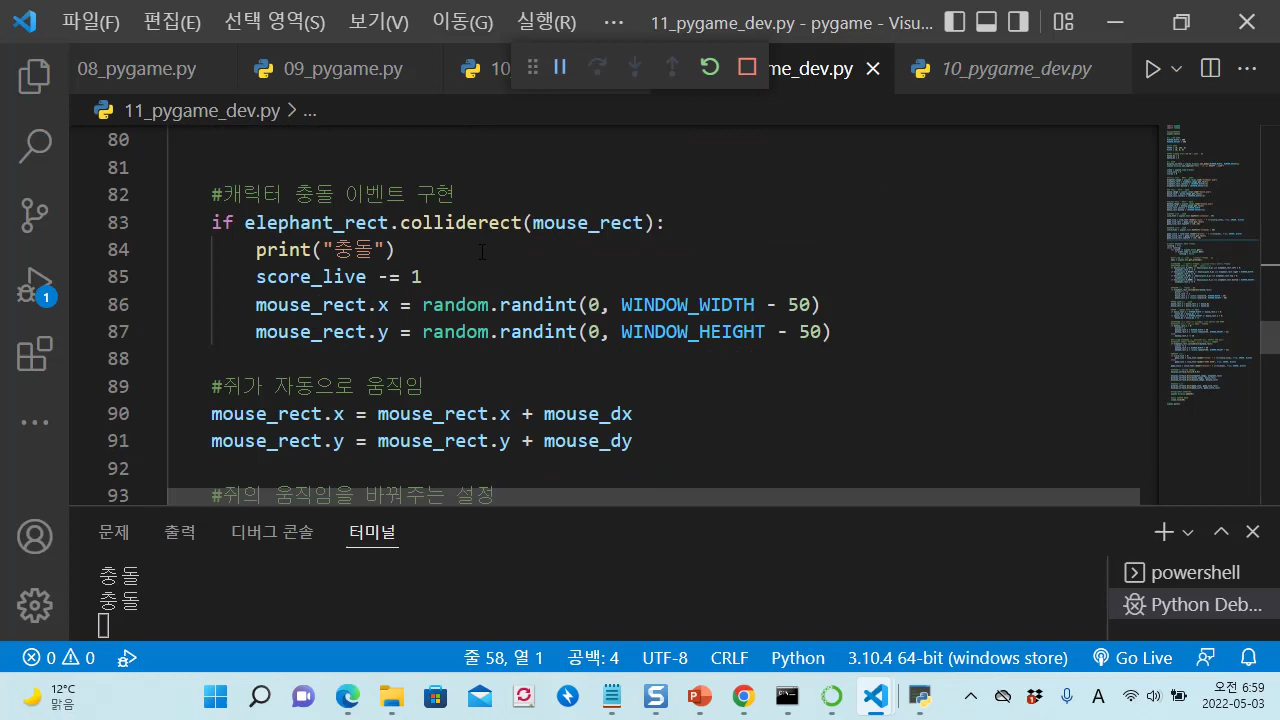 파일(F) 편집(E) 선택 영역(S) 보기(V) 이동(G) 실행(R) ··· 11_pygame_dev.py - pygame - Visu...
08_pygame.py 09_pygame.py 10 me_dev.py 10_pygame_dev.py
11_pygame_dev.py > ...
80
81
82 #캐릭터 충돌 이벤트 구현
83 if elephant_rect.colliderect(mouse_rect):
84 print("충돌")
85 score_live -= 1
86 mouse_rect.x = random.randint(0, WINDOW_WIDTH - 50)
87 mouse_rect.y = random.randint(0, WINDOW_HEIGHT - 50)
88
89 #쥐가 자동으로 움직임
90 mouse_rect.x = mouse_rect.x + mouse_dx
91 mouse_rect.y = mouse_rect.y + mouse_dy
92
93 #쥐의 움직임을 바꿔주는 설정
1
문제 출력 디버그 콘솔 터미널
충돌
충돌
powershell
Python Deb...
0 0 줄 58, 열 1 공백: 4 UTF-8 CRLF Python 3.10.4 64-bit (windows store) Go Live
12°C
맑음
A
오전 6:59
2022-05-03